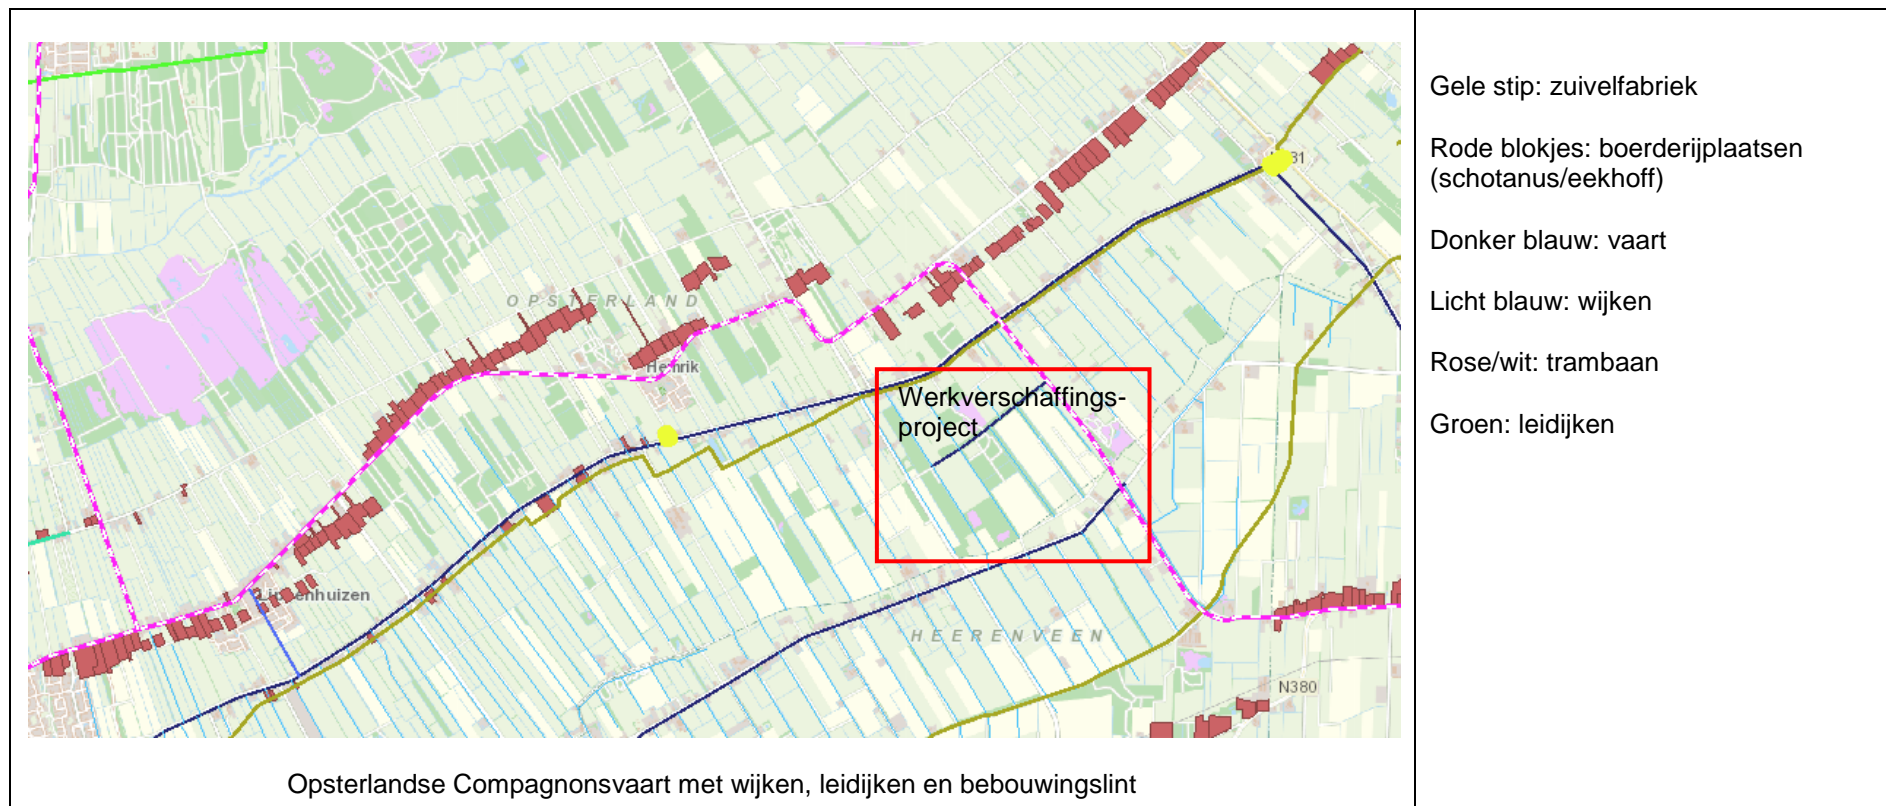 OPSTERLAND
Hemrik
Lippenhuizen
Werkverschaffings-
project
HEERENVEEN
N380
Opsterlandse Compagnonsvaart met wijken, leidijken en bebouwingslint
Gele stip: zuivelfabriek
Rode blokjes: boerderijplaatsen
(schotanus/eekhoff)
Donker blauw: vaart
Licht blauw: wijken
Rose/wit: trambaan
Groen: leidijken